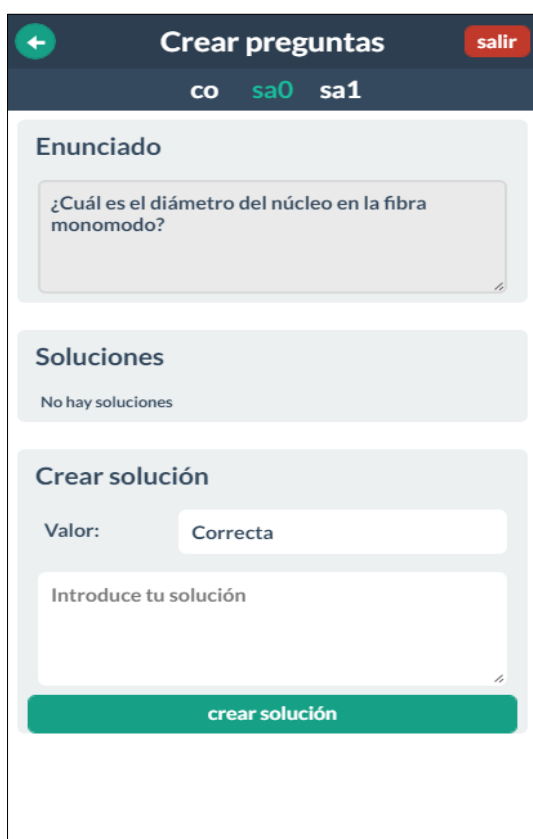 Crear preguntas
salir
co sa0 sa1
Enunciado
¿Cuál es el diámetro del núcleo en la fibra
monomodo?
Soluciones
No hay soluciones
Crear solución
Valor: Correcta
Introduce tu solución
crear solución